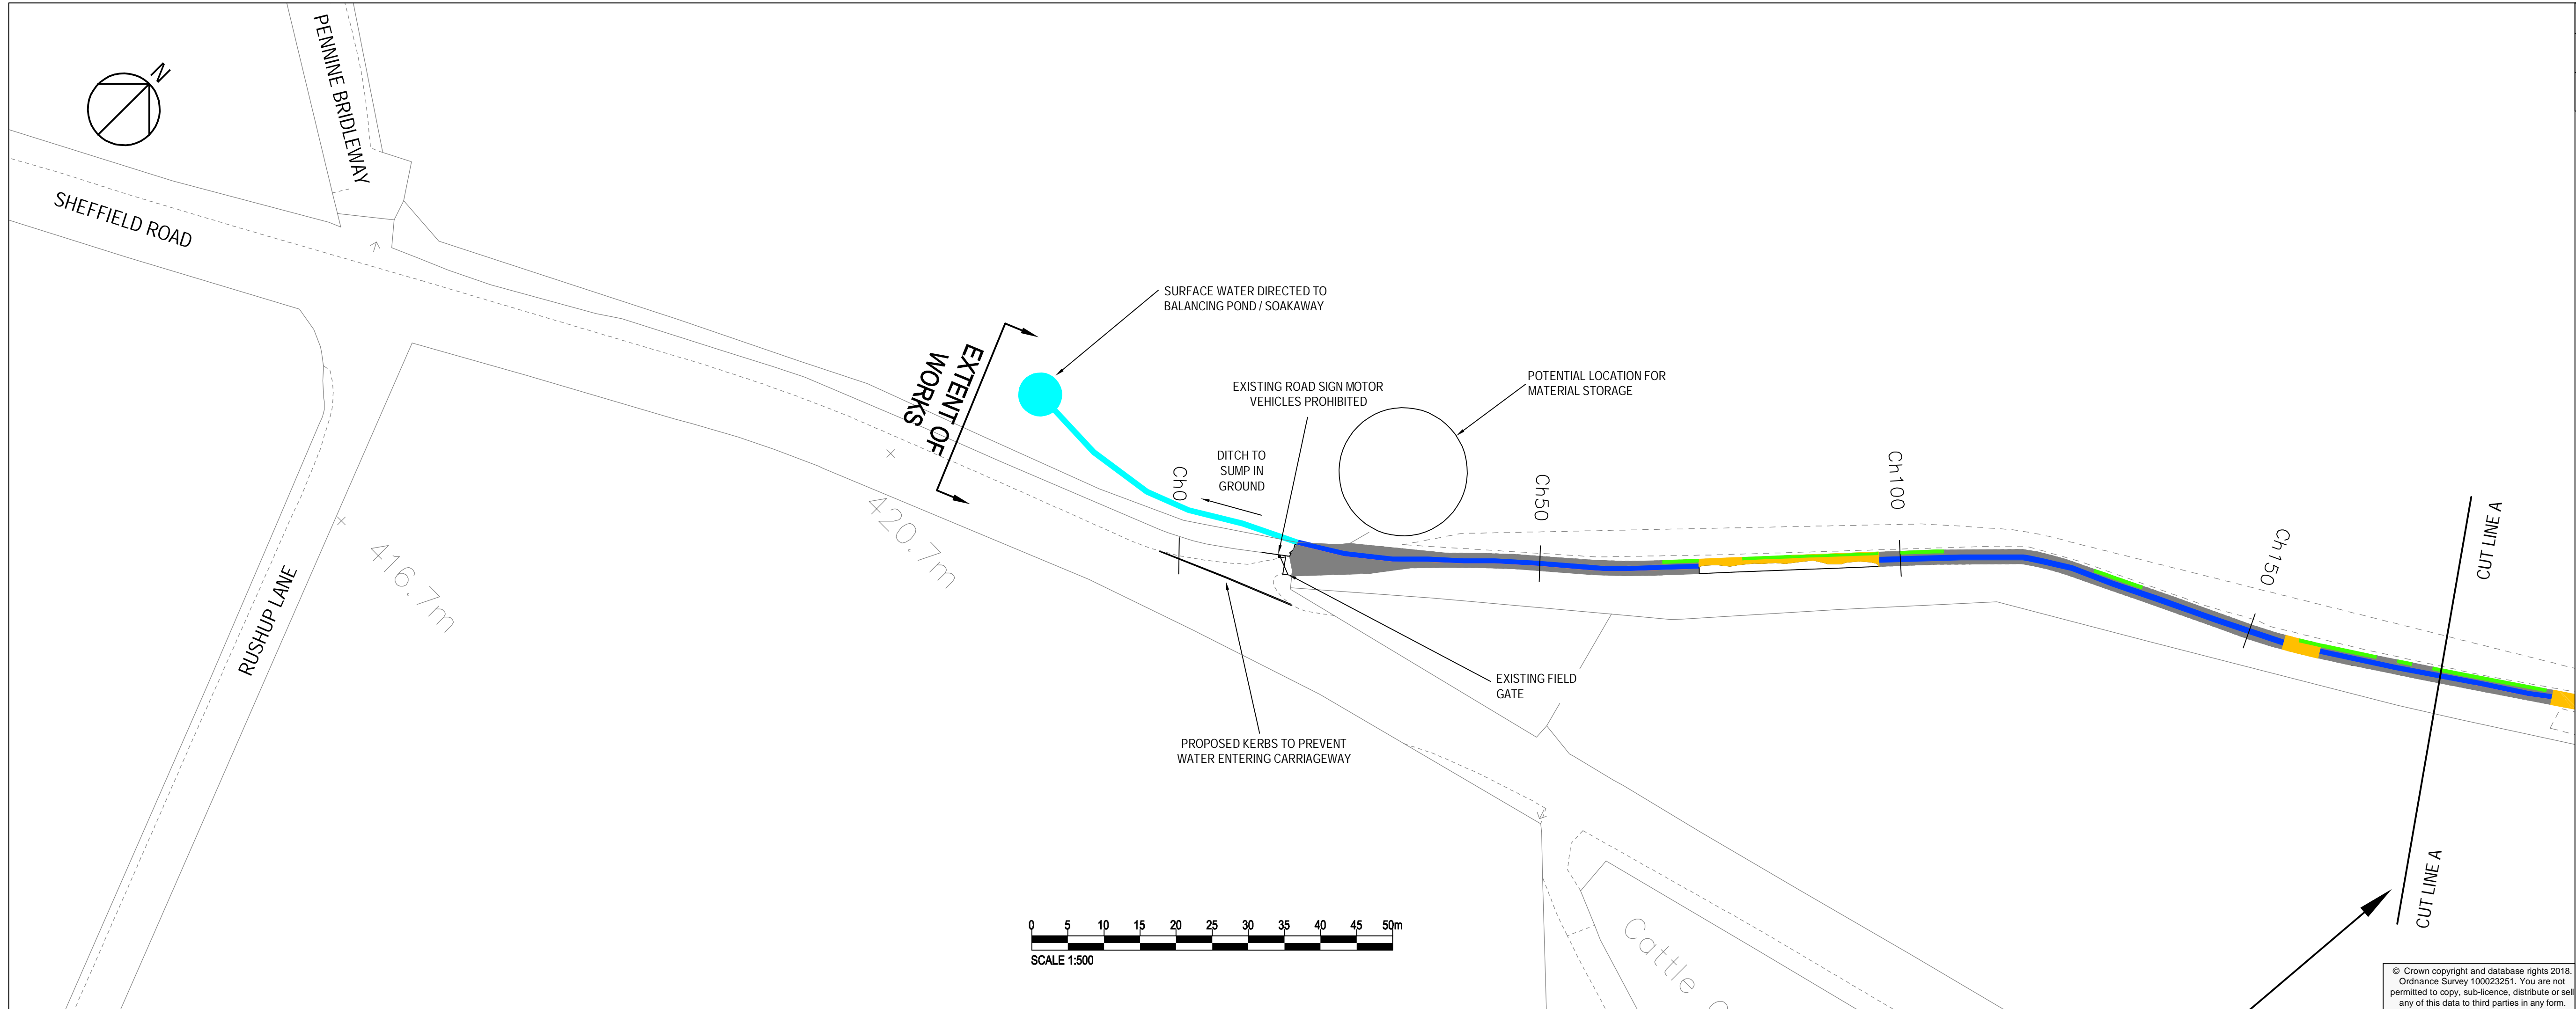 PENNINE BRIDLEWAY
N
SHEFFIELD ROAD
SURFACE WATER DIRECTED TO
BALANCING POND / SOAKAWAY
EXTENT OF
WORKS
EXISTING ROAD SIGN MOTOR
VEHICLES PROHIBITED
POTENTIAL LOCATION FOR
MATERIAL STORAGE
DITCH TO
SUMP IN
GROUND
Ch0
Ch50
Ch100
Ch150
CUT LINE A
420.7m
416.7m
RUSHUP LANE
EXISTING FIELD
GATE
PROPOSED KERBS TO PREVENT
WATER ENTERING CARRIAGEWAY
CUT LINE A
0 5 10 15 20 25 30 35 40 45 50m
SCALE 1:500
Cattle
© Crown copyright and database rights 2018.
Ordnance Survey 100023251. You are not
permitted to copy, sub-licence, distribute or sell
any of this data to third parties in any form.